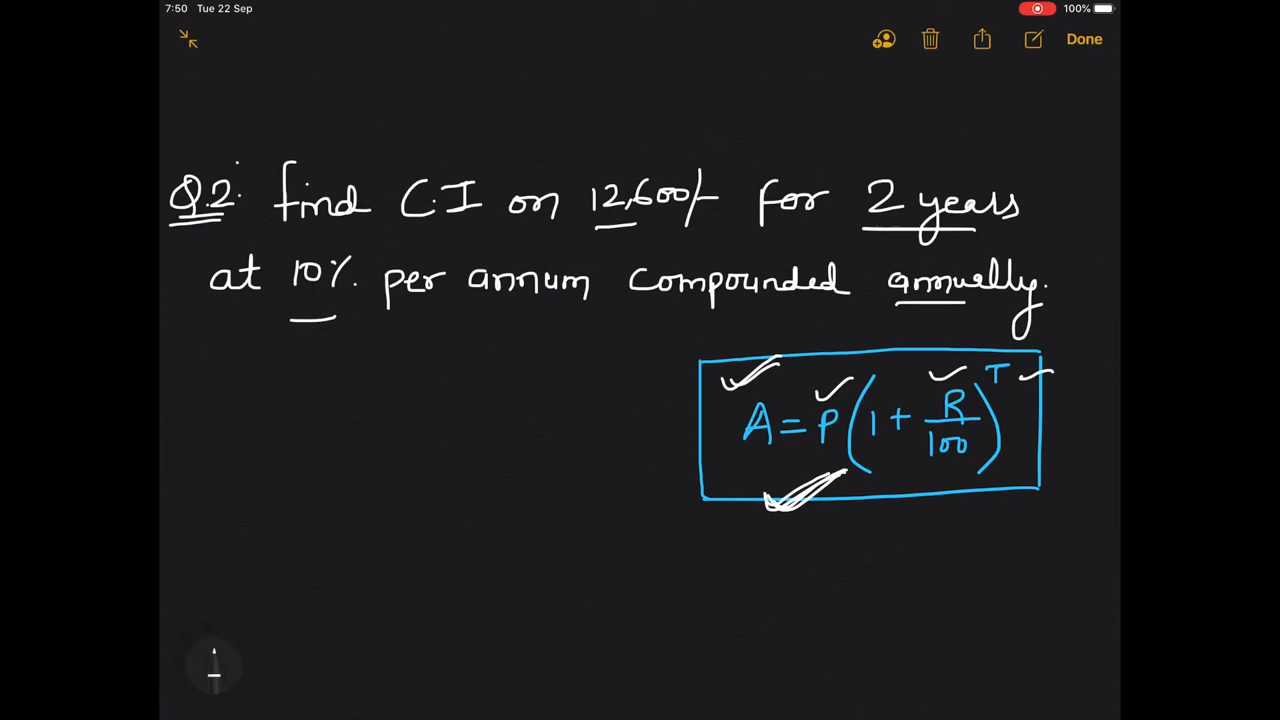 7:50 Tue 22 Sep
100%
Done
Q.2: find C.I on 12,600/- for 2 years
at 10% per annum compounded annually.
A = P(1 + R/100)^T